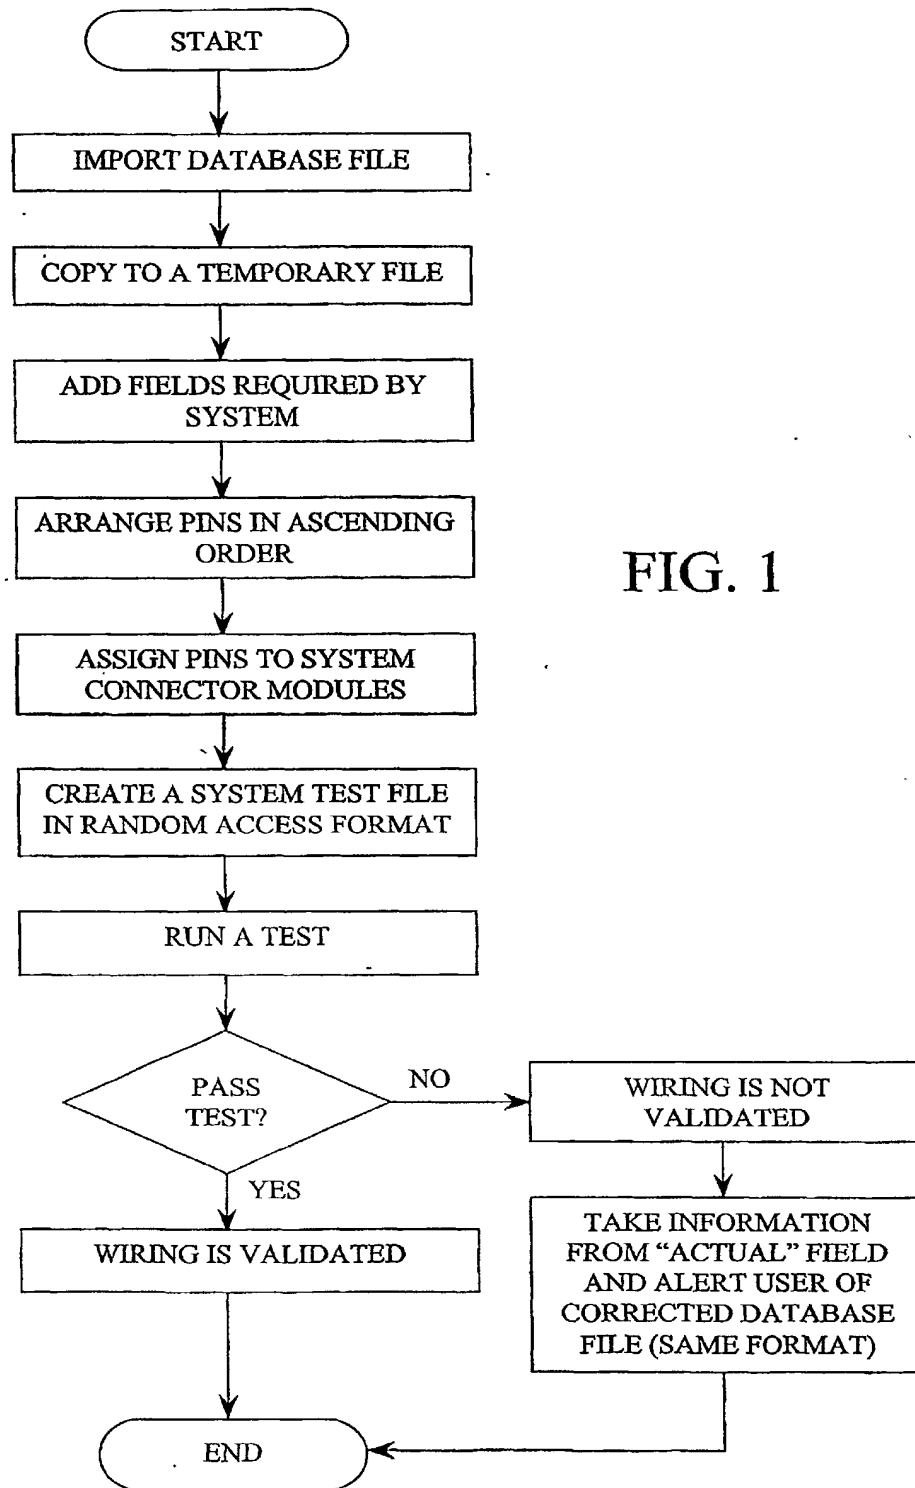 START
IMPORT DATABASE FILE
COPY TO A TEMPORARY FILE
ADD FIELDS REQUIRED BY
SYSTEM
ARRANGE PINS IN ASCENDING
ORDER
FIG. 1
ASSIGN PINS TO SYSTEM
CONNECTOR MODULES
CREATE A SYSTEM TEST FILE
IN RANDOM ACCESS FORMAT
RUN A TEST
PASS
TEST?
NO
WIRING IS NOT
VALIDATED
YES
WIRING IS VALIDATED
TAKE INFORMATION
FROM “ACTUAL” FIELD
AND ALERT USER OF
CORRECTED DATABASE
FILE (SAME FORMAT)
END